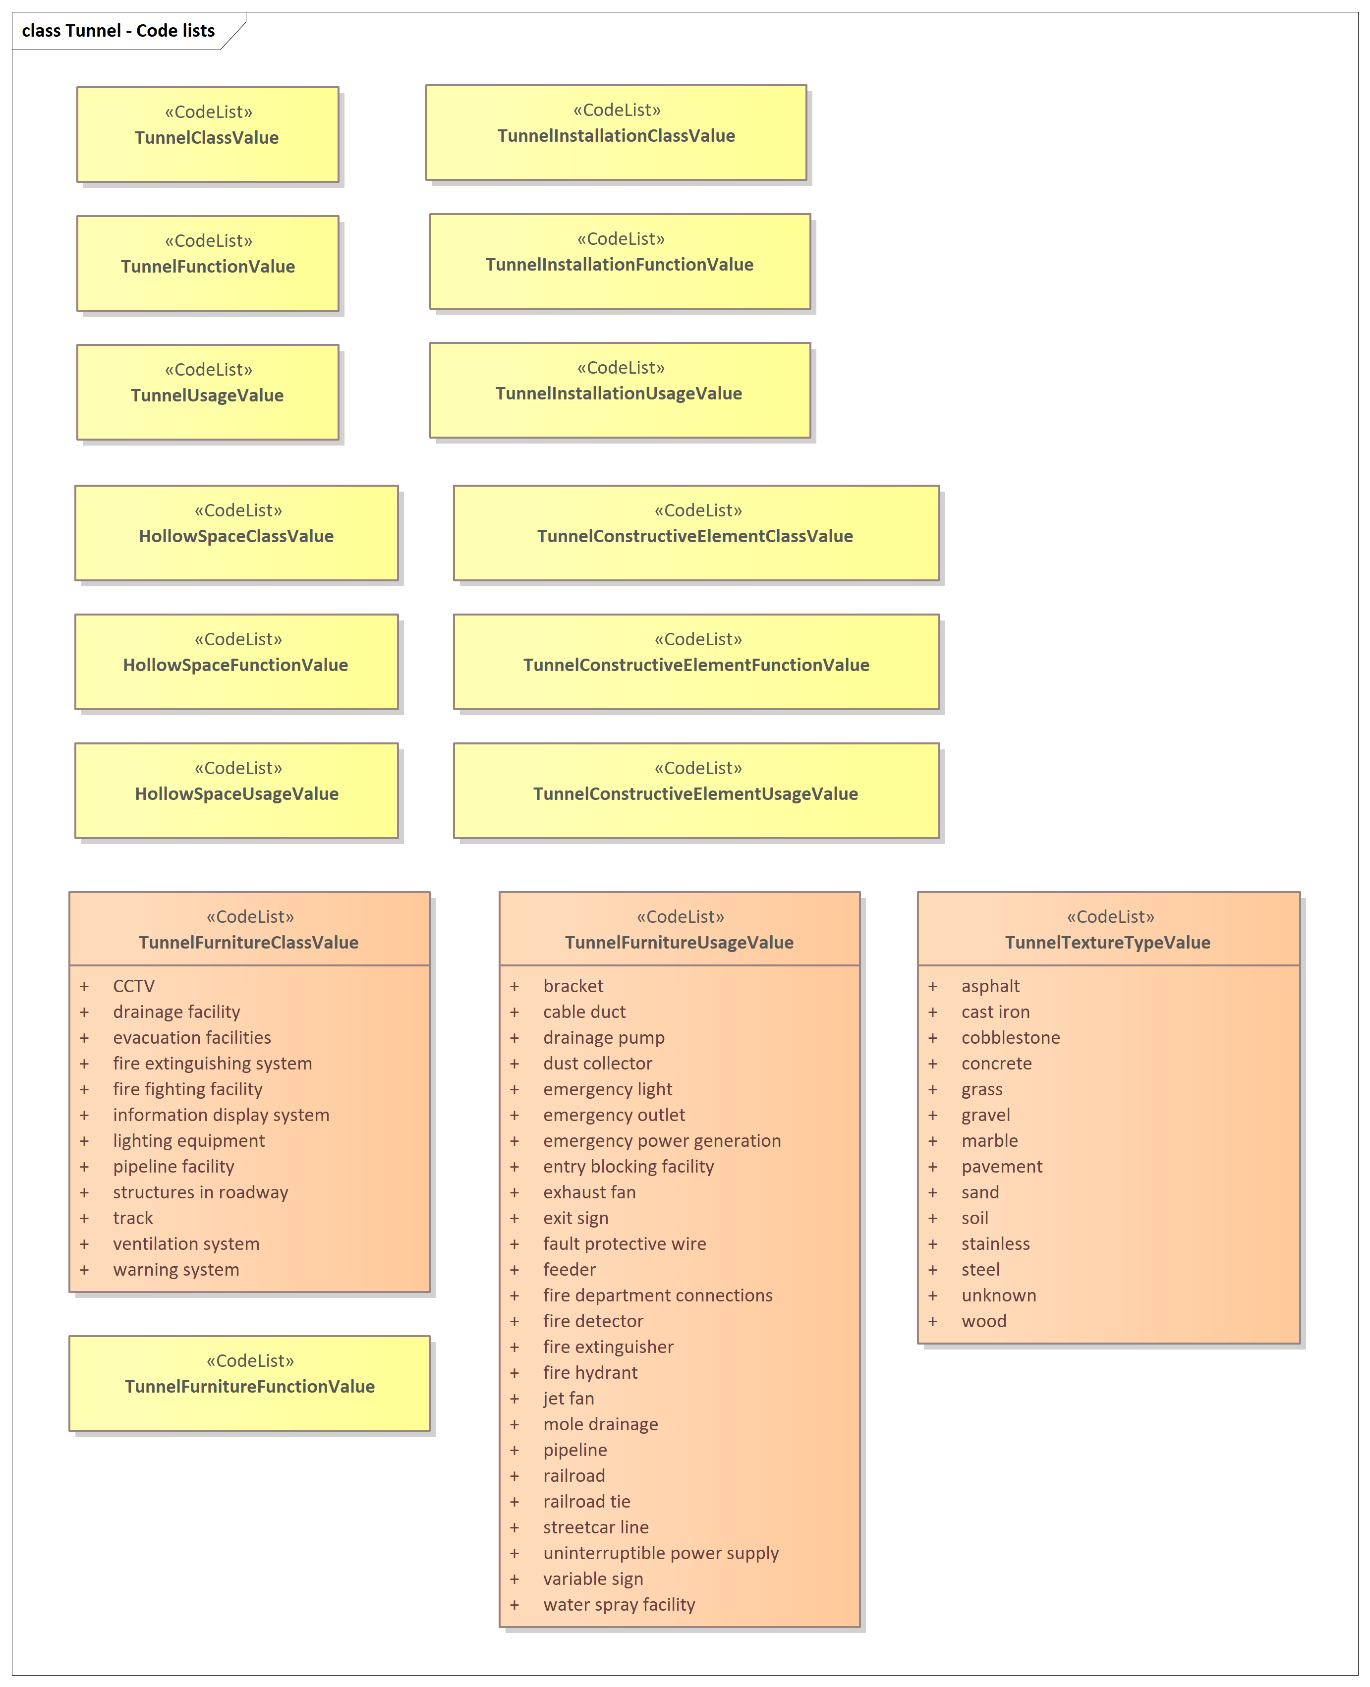 class Tunnel - Code lists
«CodeList»
TunnelClassValue
«CodeList»
TunnelInstallationClassValue
«CodeList»
TunnelFunctionValue
«CodeList»
TunnelInstallationFunctionValue
«CodeList»
TunnelUsageValue
«CodeList»
TunnelInstallationUsageValue
«CodeList»
HollowSpaceClassValue
«CodeList»
TunnelConstructiveElementClassValue
«CodeList»
HollowSpaceFunctionValue
«CodeList»
TunnelConstructiveElementFunctionValue
«CodeList»
HollowSpaceUsageValue
«CodeList»
TunnelConstructiveElementUsageValue
«CodeList»
TunnelFurnitureClassValue
+ CCTV
+ drainage facility
+ evacuation facilities
+ fire extinguishing system
+ fire fighting facility
+ information display system
+ lighting equipment
+ pipeline facility
+ structures in roadway
+ track
+ ventilation system
+ warning system
«CodeList»
TunnelFurnitureFunctionValue
«CodeList»
TunnelFurnitureUsageValue
+ bracket
+ cable duct
+ drainage pump
+ dust collector
+ emergency light
+ emergency outlet
+ emergency power generation
+ entry blocking facility
+ exhaust fan
+ exit sign
+ fault protective wire
+ feeder
+ fire department connections
+ fire detector
+ fire extinguisher
+ fire hydrant
+ jet fan
+ mole drainage
+ pipeline
+ railroad
+ railroad tie
+ streetcar line
+ uninterruptible power supply
+ variable sign
+ water spray facility
«CodeList»
TunnelTextureTypeValue
+ asphalt
+ cast iron
+ cobblestone
+ concrete
+ grass
+ gravel
+ marble
+ pavement
+ sand
+ soil
+ stainless
+ steel
+ unknown
+ wood